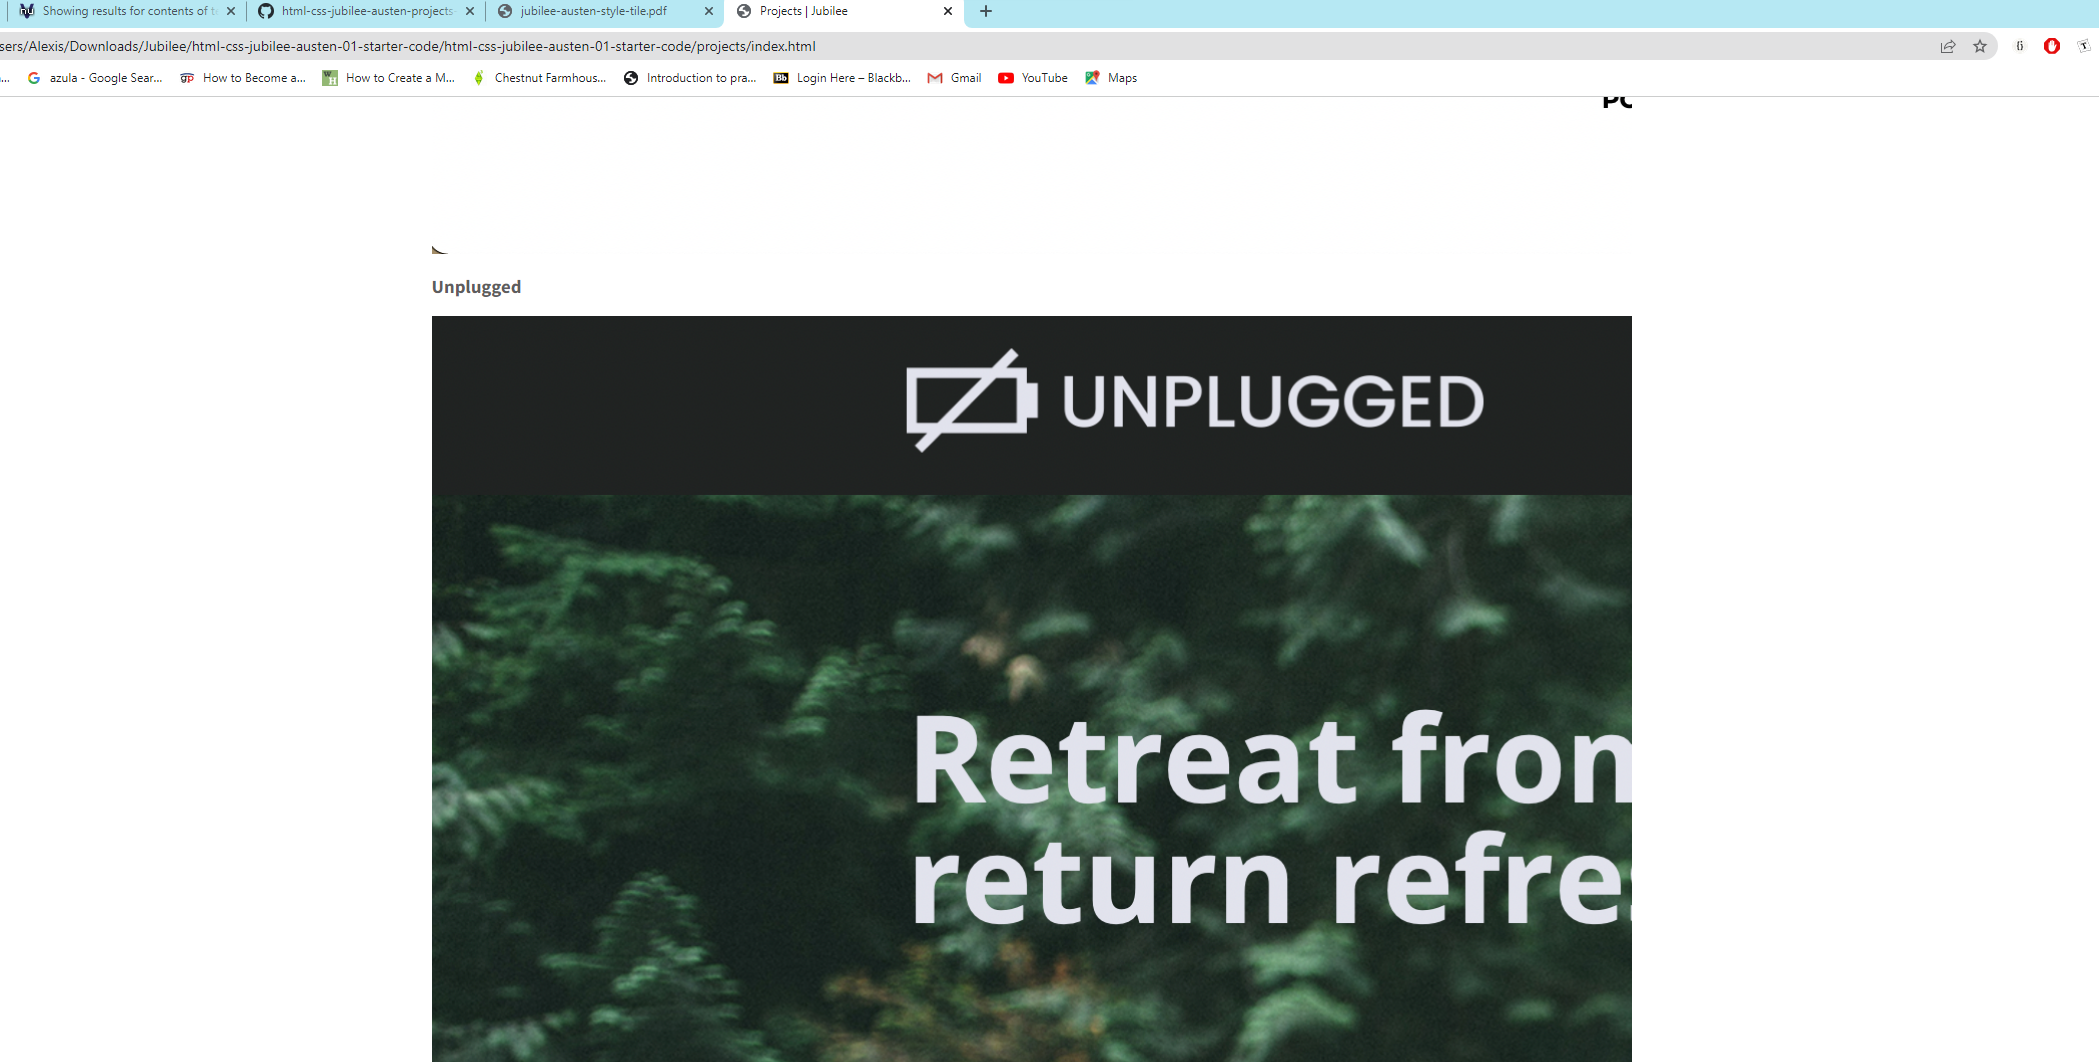 Showing results for contents of t
html-css-jubilee-austen-projects
jubilee-austen-style-tile.pdf
Projects | Jubilee
sers/Alexis/Downloads/Jubilee/html-css-jubilee-austen-01-starter-code/html-css-jubilee-austen-01-starter-code/projects/index.html
... azula - Google Sear... How to Become a... How to Create a M... Chestnut Farmhous... Introduction to pra... Bb Login Here – Blackb... Gmail YouTube Maps
Unplugged
UNPLUGGED
Retreat from
return refre